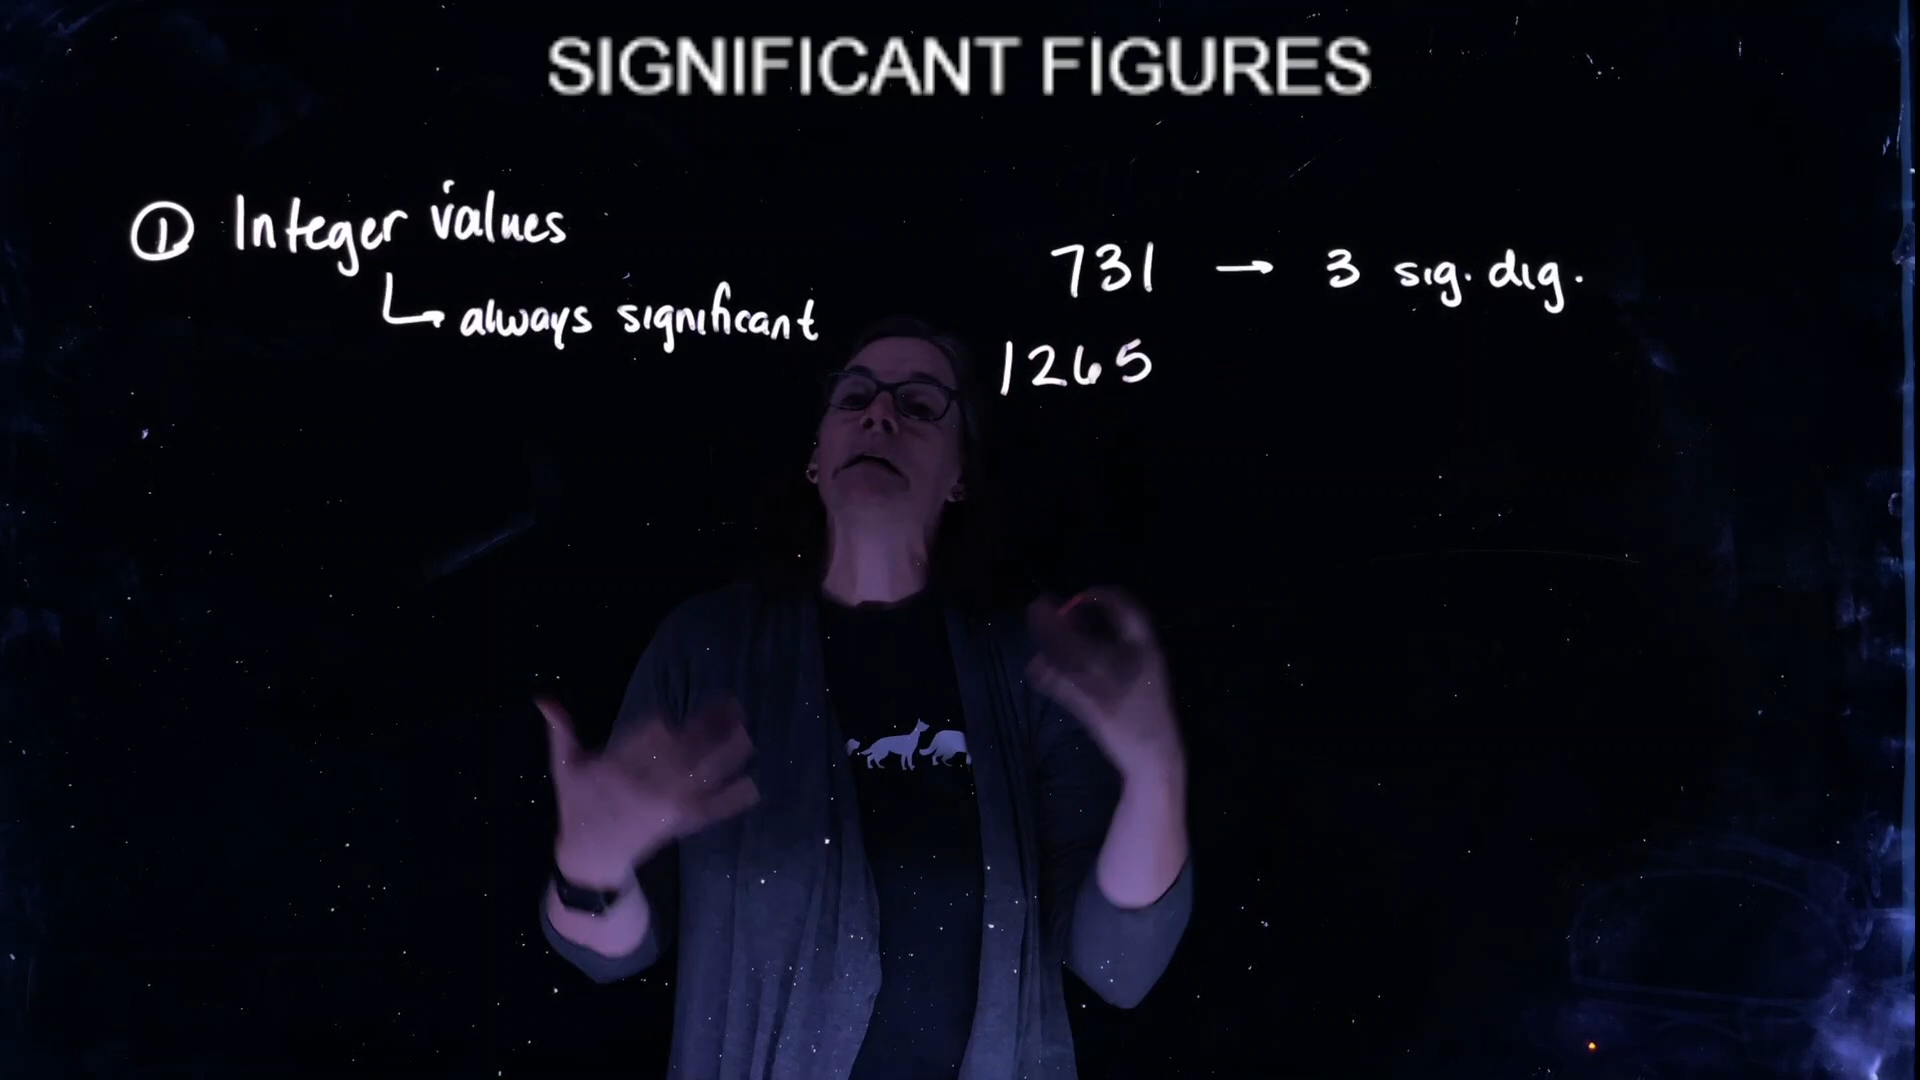 SIGNIFICANT FIGURES
① Integer values
↳ always significant
731 → 3 sig. dig.
1265